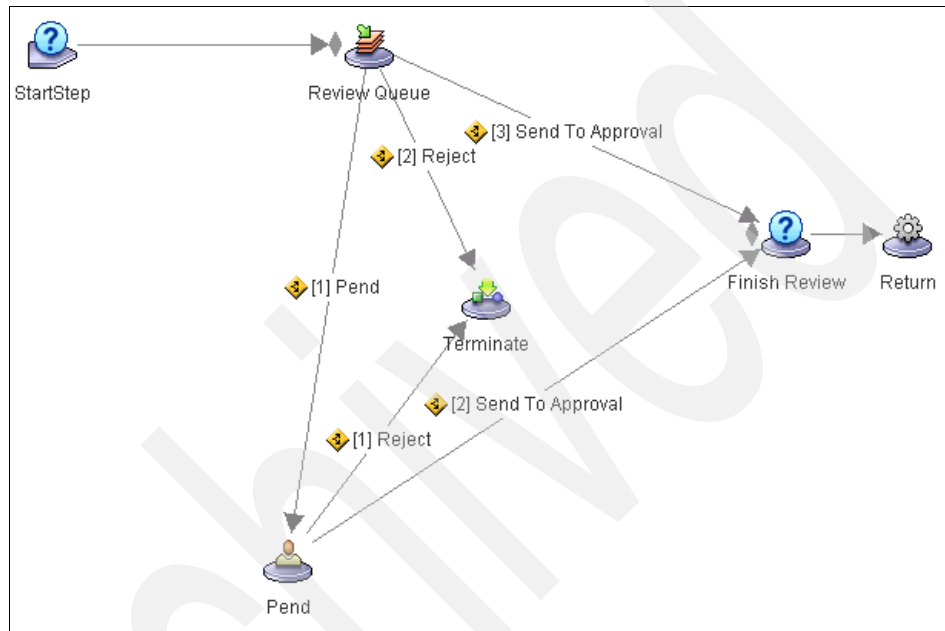 StartStep
Review Queue
[3] Send To Approval
[2] Reject
Finish Review
Return
[1] Pend
Terminate
[2] Send To Approval
[1] Reject
Pend